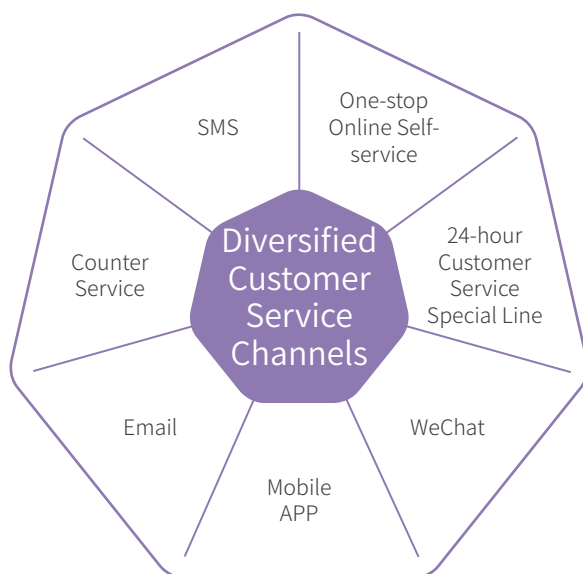 SMS
One-stop
Online Self-
service
24-hour
Customer
Service
Special Line
WeChat
Mobile
APP
Email
Counter
Service
Diversified
Customer
Service
Channels